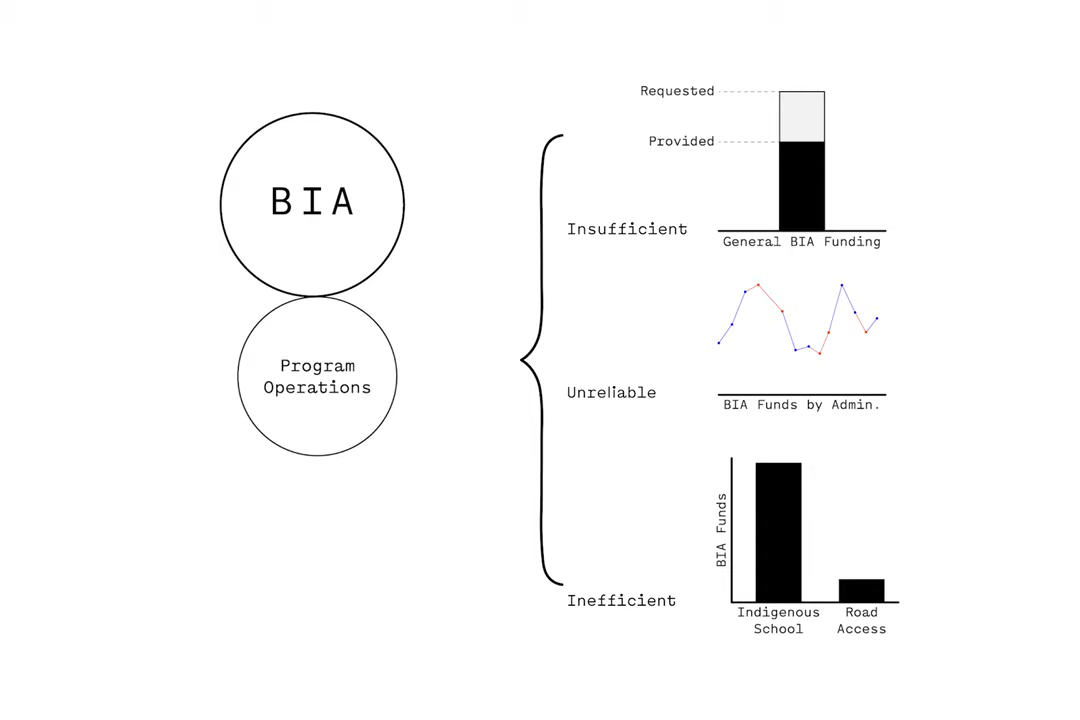 BIA
Program
Operations
Requested
Provided
Insufficient
General BIA Funding
Unreliable
BIA Funds by Admin.
BIA Funds
Inefficient
Indigenous
School
Road
Access